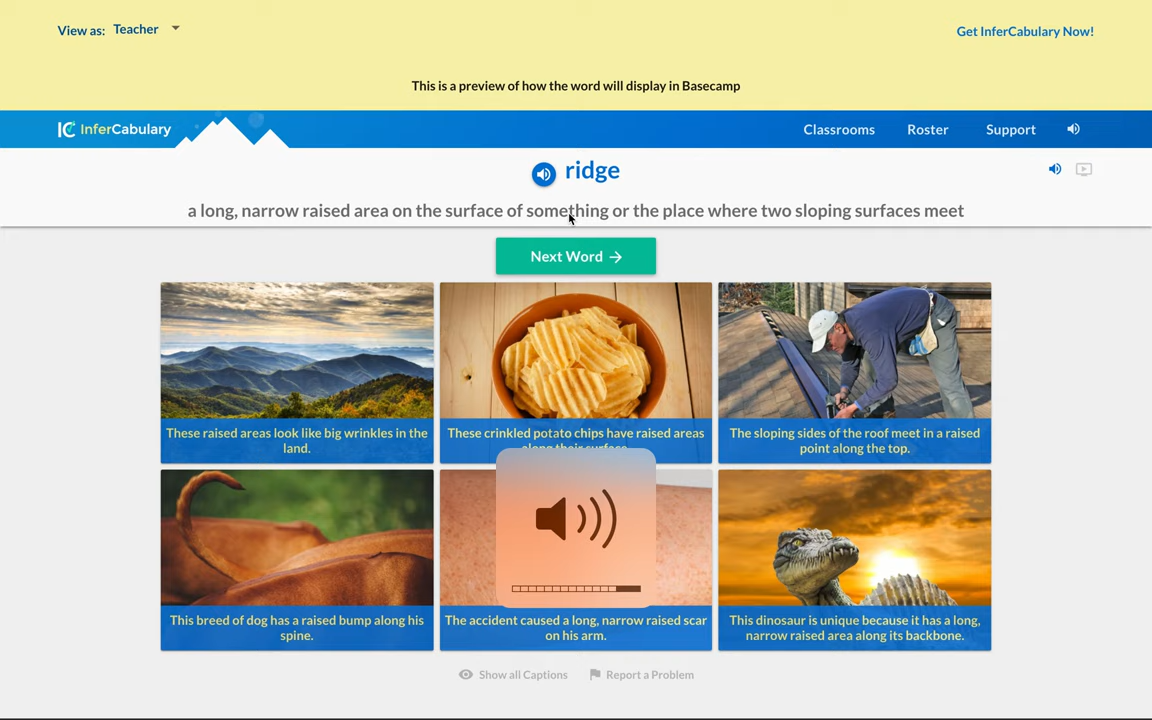 View as: Teacher
Get InferCabulary Now!
This is a preview of how the word will display in Basecamp
IC InferCabulary
Classrooms Roster Support
ridge
a long, narrow raised area on the surface of something or the place where two sloping surfaces meet
Next Word →
These raised areas look like big wrinkles in the
land.
These crinkled potato chips have raised areas
along their surface.
The sloping sides of the roof meet in a raised
point along the top.
This breed of dog has a raised bump along his
spine.
The accident caused a long, narrow raised scar
on his arm.
This dinosaur is unique because it has a long,
narrow raised area along its backbone.
Show all Captions Report a Problem